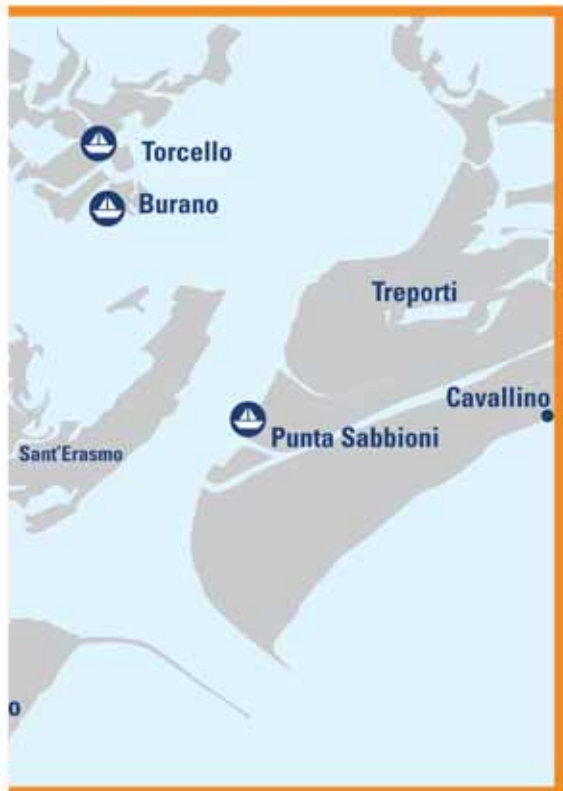 Torcello
Burano
Treporti
Cavallino
Punta Sabbioni
Sant'Erasmo
o